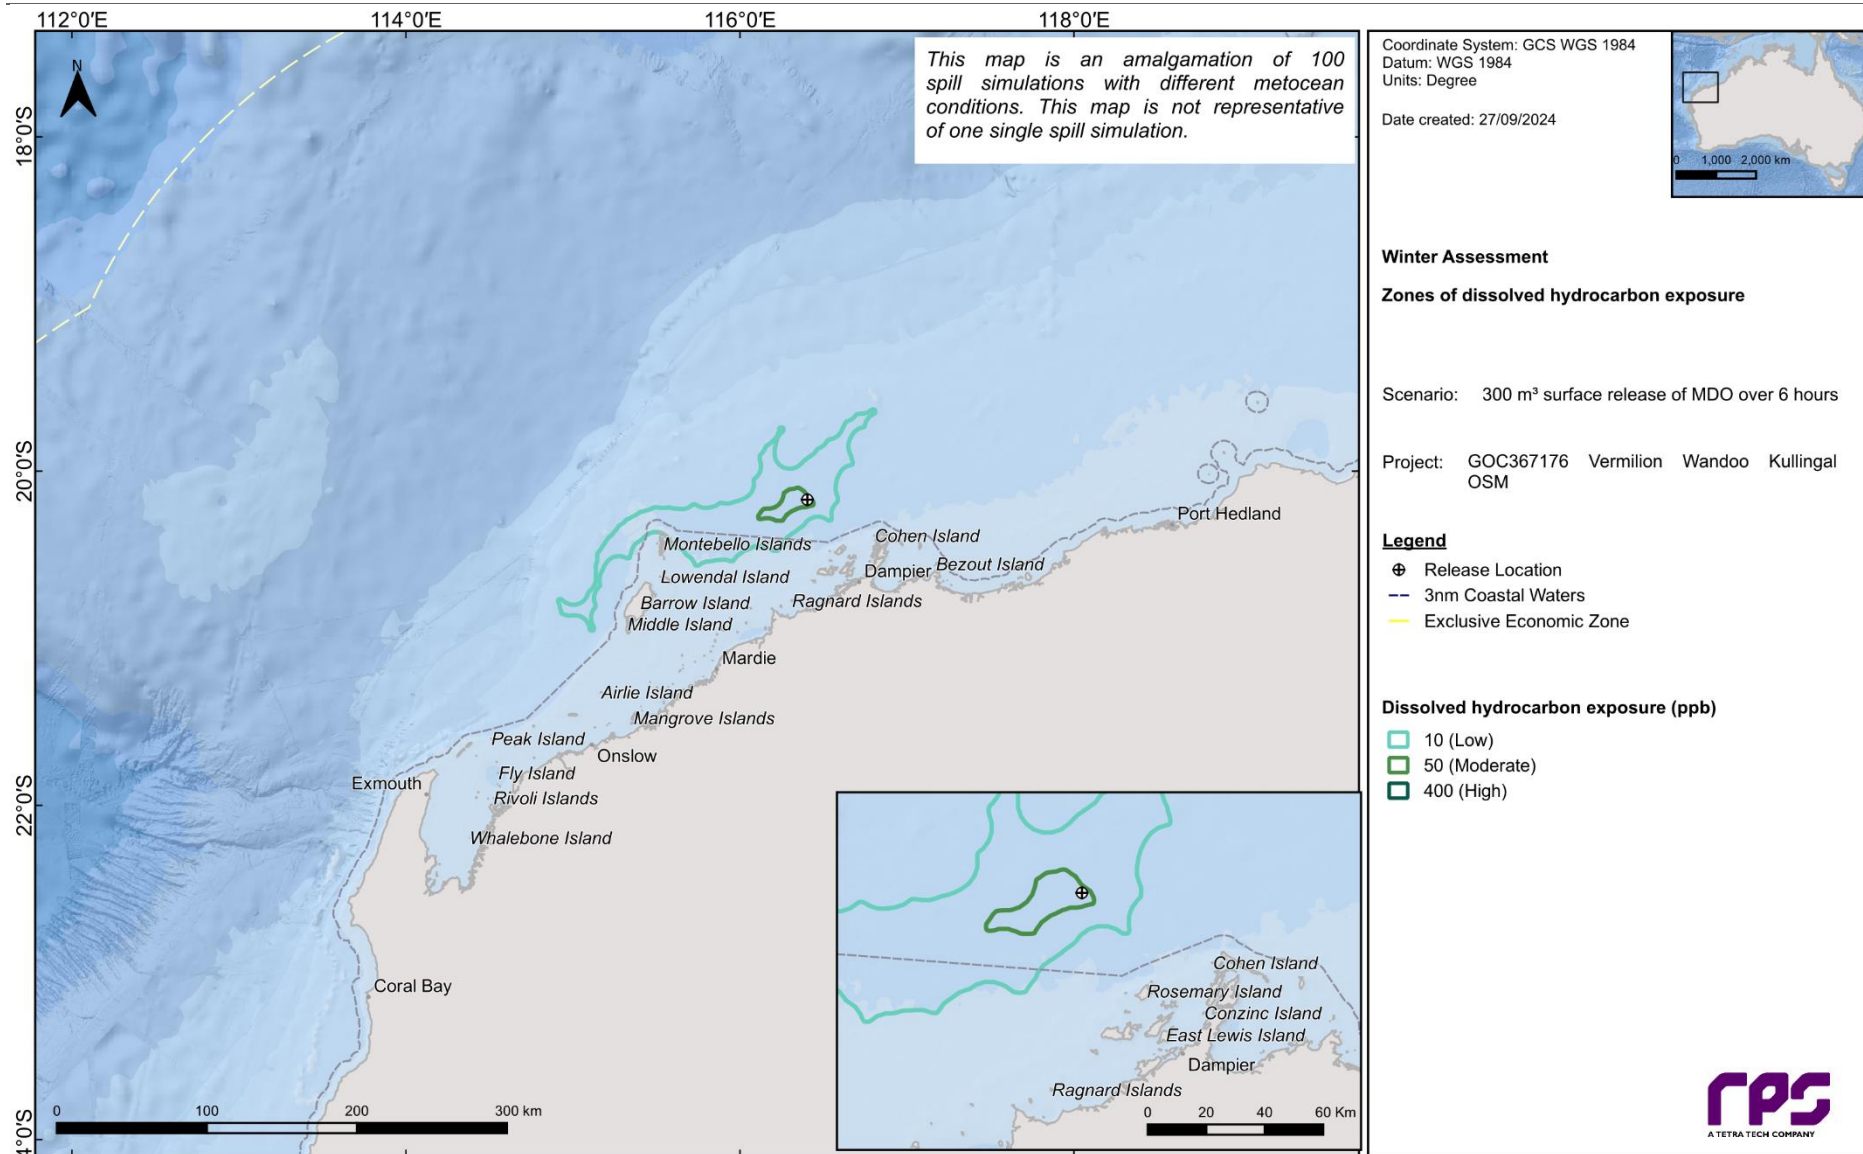 112°0'E
114°0'E
116°0'E
118°0'E
18°0'S
20°0'S
22°0'S
4°0'S
N
This map is an amalgamation of 100
spill simulations with different metocean
conditions. This map is not representative
of one single spill simulation.
Montebello Islands
Cohen Island
Port Hedland
Lowendal Island
Dampier
Bezout Island
Barrow Island
Ragnard Islands
Middle Island
Mardie
Airlie Island
Mangrove Islands
Peak Island
Onslow
Exmouth
Fly Island
Rivoli Islands
Whalebone Island
Coral Bay
0 100 200 300 km
Cohen Island
Rosemary Island
Conzinc Island
East Lewis Island
Dampier
Ragnard Islands
0 20 40 60 Km
Coordinate System: GCS WGS 1984
Datum: WGS 1984
Units: Degree
Date created: 27/09/2024
0 1,000 2,000 km
Winter Assessment
Zones of dissolved hydrocarbon exposure
Scenario: 300 m³ surface release of MDO over 6 hours
Project: GOC367176 Vermilion Wandoo Kullingal
OSM
Legend
Release Location
3nm Coastal Waters
Exclusive Economic Zone
Dissolved hydrocarbon exposure (ppb)
10 (Low)
50 (Moderate)
400 (High)
rps
A TETRA TECH COMPANY